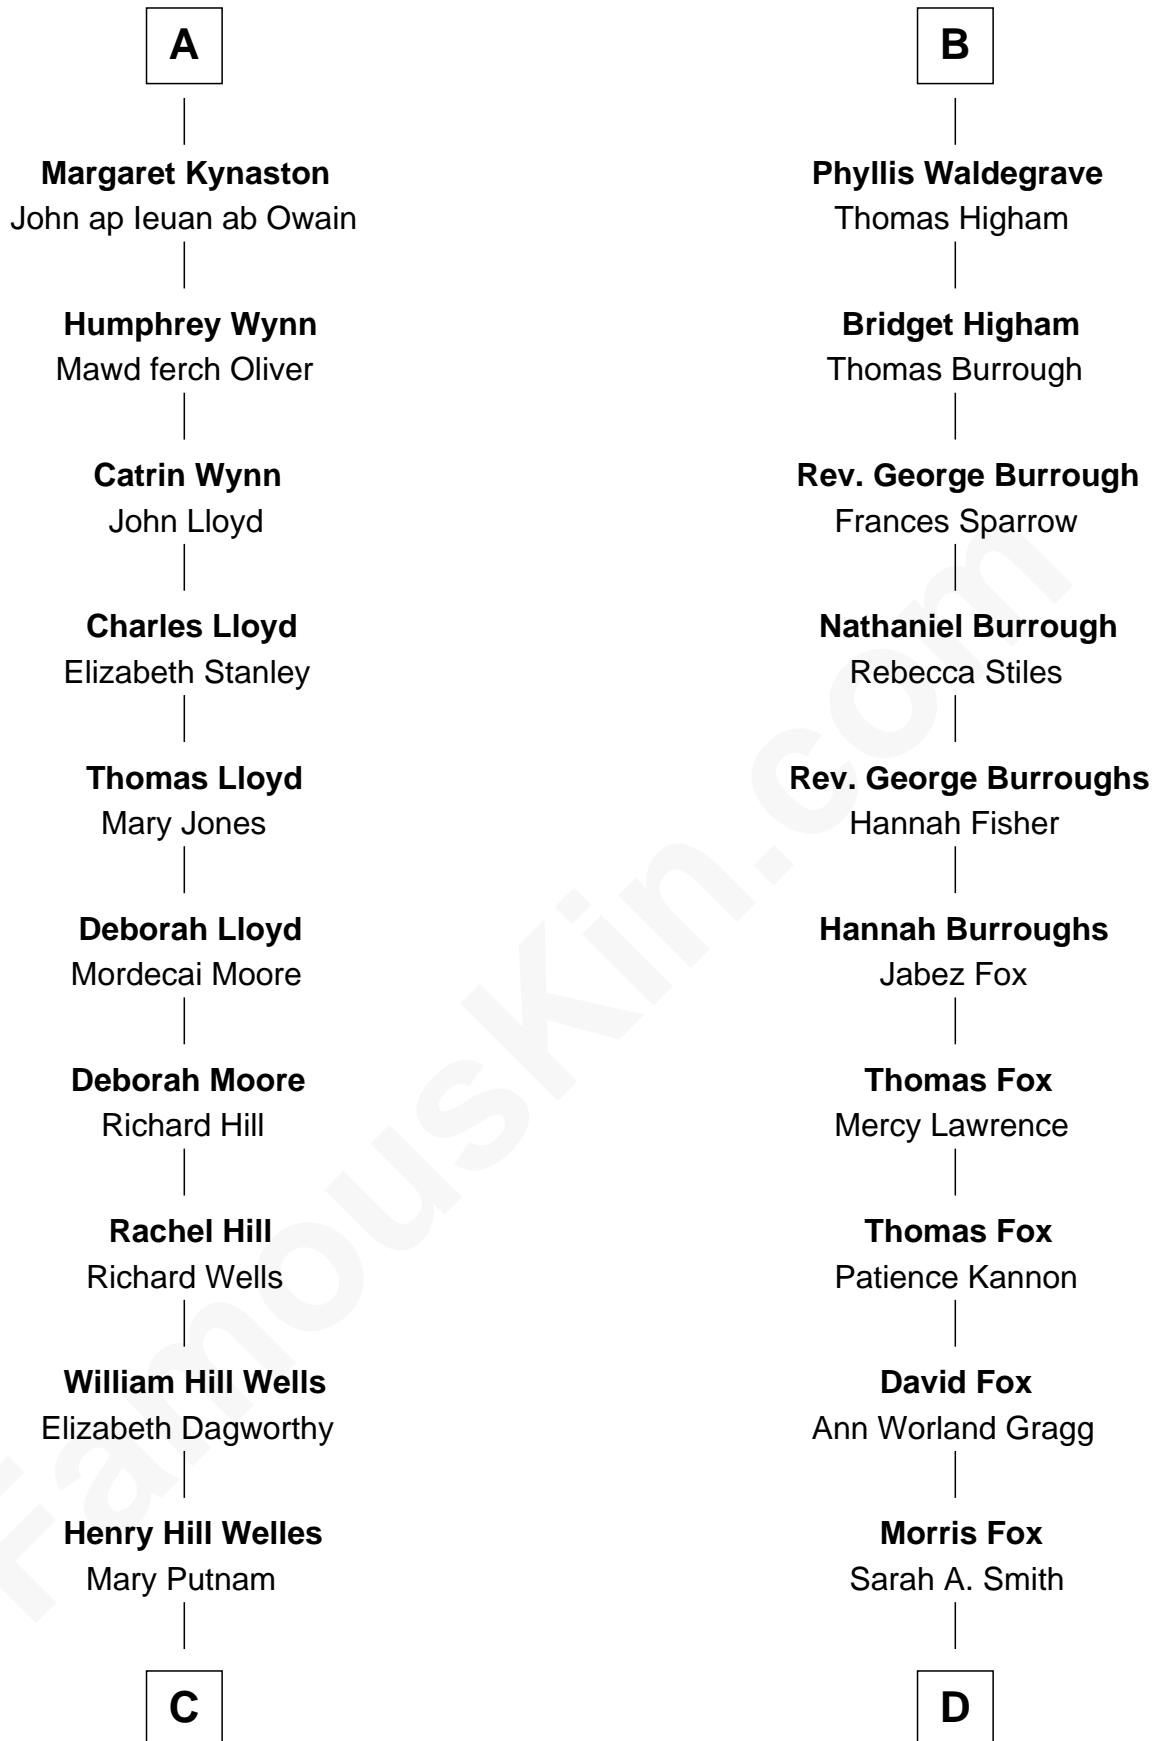 A
Margaret Kynaston
John ap Ieuan ab Owain
Humphrey Wynn
Mawd ferch Oliver
Catrin Wynn
John Lloyd
Charles Lloyd
Elizabeth Stanley
Thomas Lloyd
Mary Jones
Deborah Lloyd
Mordecai Moore
Deborah Moore
Richard Hill
Rachel Hill
Richard Wells
William Hill Wells
Elizabeth Dagworthy
Henry Hill Welles
Mary Putnam
C
B
Phyllis Waldegrave
Thomas Higham
Bridget Higham
Thomas Burrough
Rev. George Burrough
Frances Sparrow
Nathaniel Burrough
Rebecca Stiles
Rev. George Burroughs
Hannah Fisher
Hannah Burroughs
Jabez Fox
Thomas Fox
Mercy Lawrence
Thomas Fox
Patience Kannon
David Fox
Ann Worland Gragg
Morris Fox
Sarah A. Smith
D
FamousKin.com